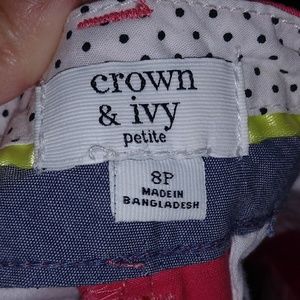 crown
& ivy
petite
8P
MADE IN
BANGLADESH